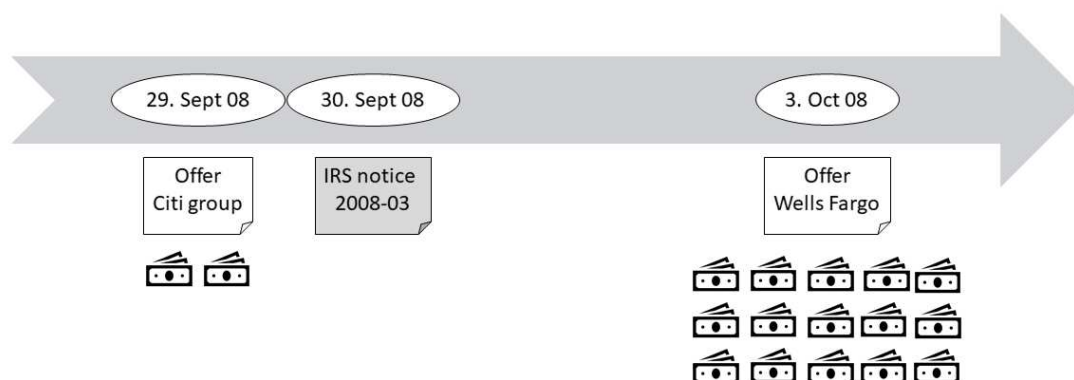 29. Sept 08
30. Sept 08
3. Oct 08
Offer
Citi group
IRS notice
2008-03
Offer
Wells Fargo